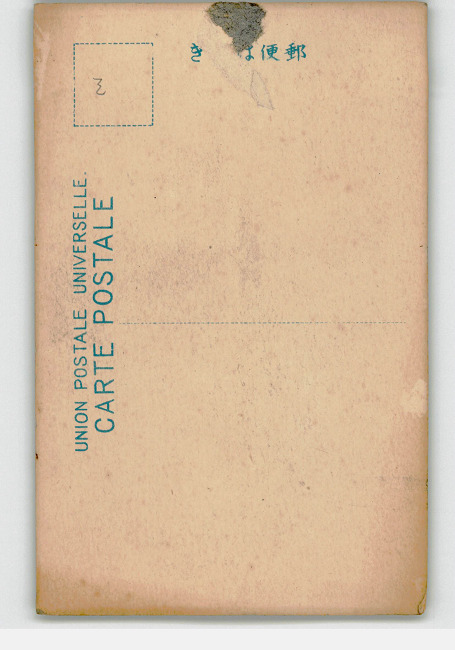 郵便は き
UNION POSTALE UNIVERSELLE.
CARTE POSTALE